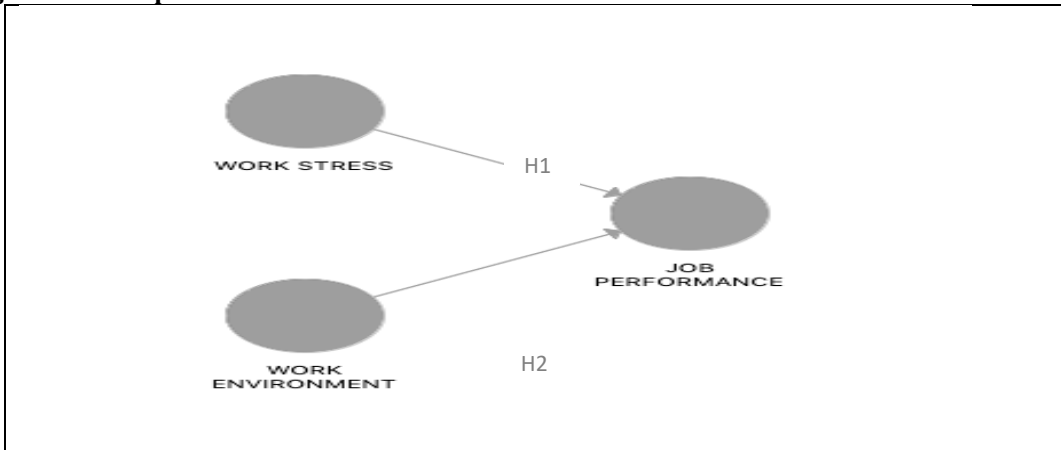 WORK STRESS
H1
JOB
PERFORMANCE
WORK
ENVIRONMENT
H2